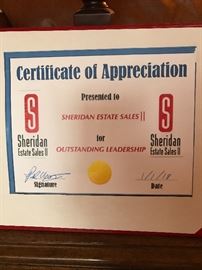 Certificate of Appreciation
Presented to
SHERIDAN ESTATE SALES II
for
OUTSTANDING LEADERSHIP
S
Sheridan
Estate Sales II
S
Sheridan
Estate Sales II
Signature
Date